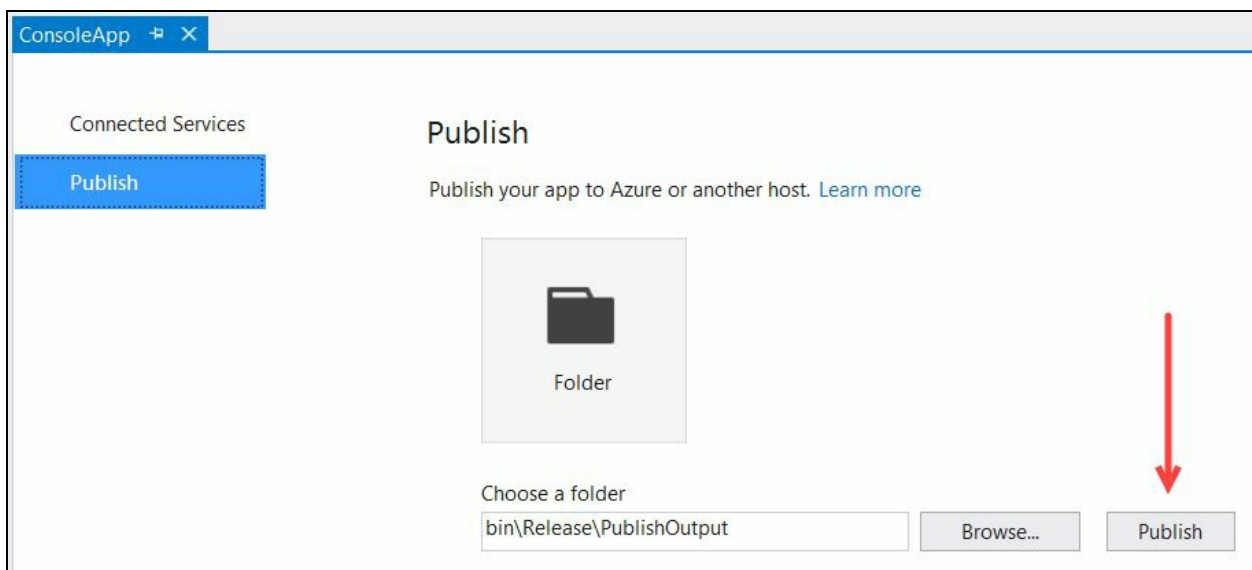 ConsoleApp
Connected Services
Publish
Publish
Publish your app to Azure or another host. Learn more
Folder
Choose a folder
bin\Release\PublishOutput
Browse...
Publish